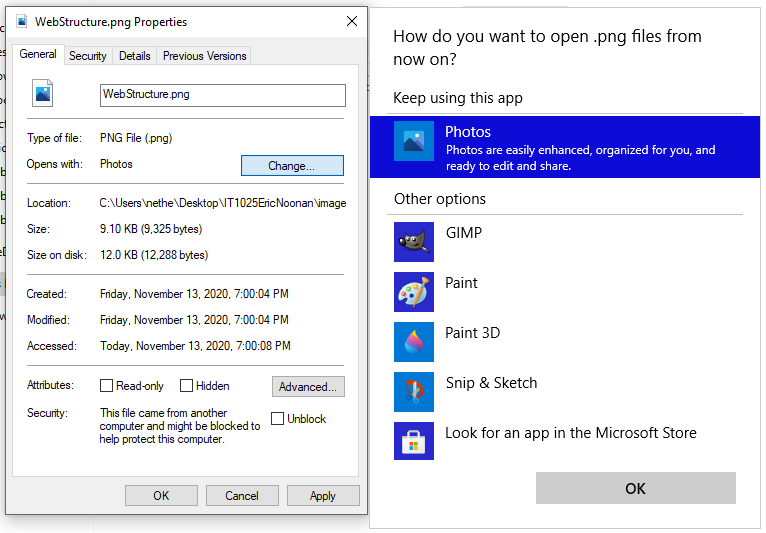 WebStructure.png Properties
General Security Details Previous Versions
WebStructure.png
Type of file: PNG File (.png)
Opens with: Photos Change...
Location: C:\Users\nethe\Desktop\IT1025EricNoonan\image
Size: 9.10 KB (9,325 bytes)
Size on disk: 12.0 KB (12,288 bytes)
Created: Friday, November 13, 2020, 7:00:04 PM
Modified: Friday, November 13, 2020, 7:00:04 PM
Accessed: Today, November 13, 2020, 7:00:08 PM
Attributes: Read-only Hidden Advanced...
Security: This file came from another
computer and might be blocked to
help protect this computer.
Unblock
OK Cancel Apply
How do you want to open .png files from
now on?
Keep using this app
Photos
Photos are easily enhanced, organized for you, and
ready to edit and share.
Other options
GIMP
Paint
Paint 3D
Snip & Sketch
Look for an app in the Microsoft Store
OK